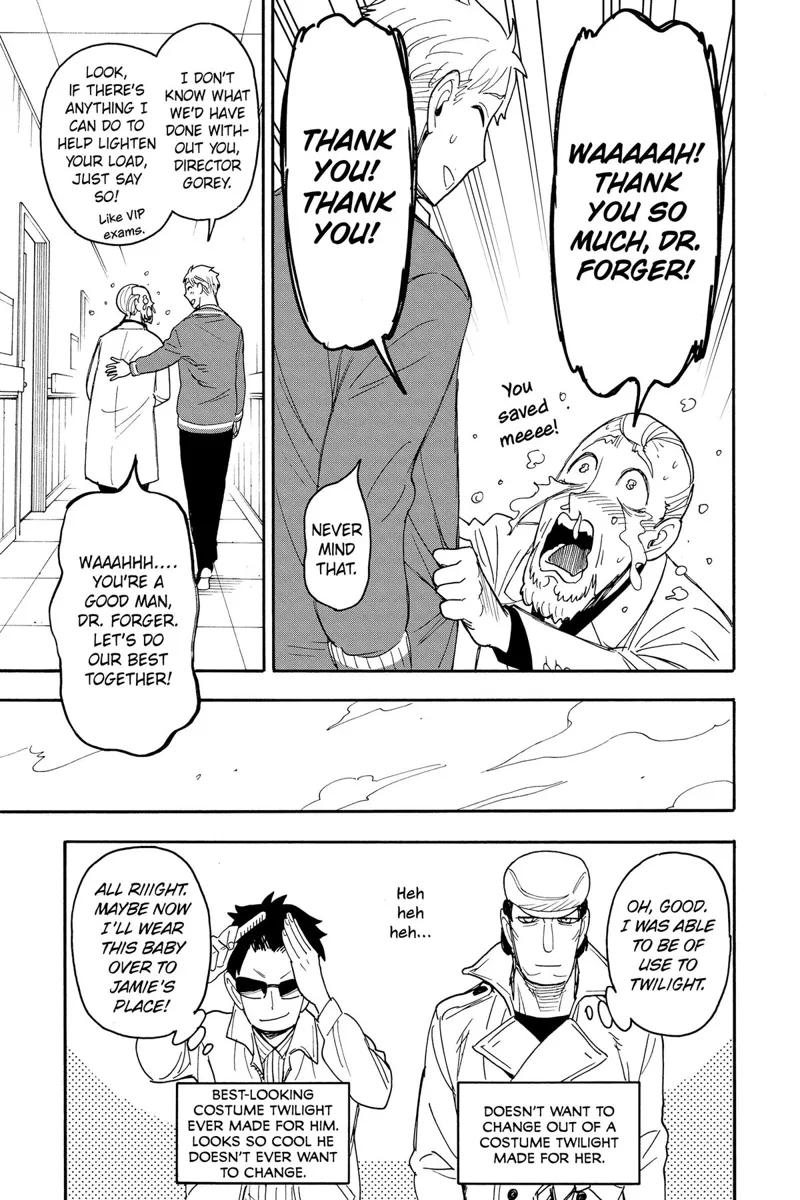 WAAAAAH!
THANK
YOU SO
MUCH, DR.
FORGER!
THANK
YOU! THANK
YOU!
You
saved
meeee!
NEVER
MIND
THAT.
I DON'T
KNOW WHAT
WE'D HAVE
DONE WITH-
OUT YOU,
DIRECTOR
GOREY.
LOOK,
IF THERE'S
ANYTHING I
CAN DO TO
HELP LIGHTEN
YOUR LOAD,
JUST SAY
SO!
Like VIP
exams.
WAAAHHH....
YOU'RE A
GOOD MAN,
DR. FORGER.
LET'S DO
OUR BEST
TOGETHER!
OH, GOOD.
I WAS ABLE
TO BE OF
USE TO
TWILIGHT.
DOESN'T WANT TO
CHANGE OUT OF A
COSTUME TWILIGHT
MADE FOR HER.
Heh
heh
heh...
ALL RIIIGHT.
MAYBE NOW
I'LL WEAR
THIS BABY
OVER TO
JAMIE'S
PLACE!
BEST-LOOKING
COSTUME TWILIGHT
EVER MADE FOR HIM.
LOOKS SO COOL HE
DOESN'T EVER WANT
TO CHANGE.